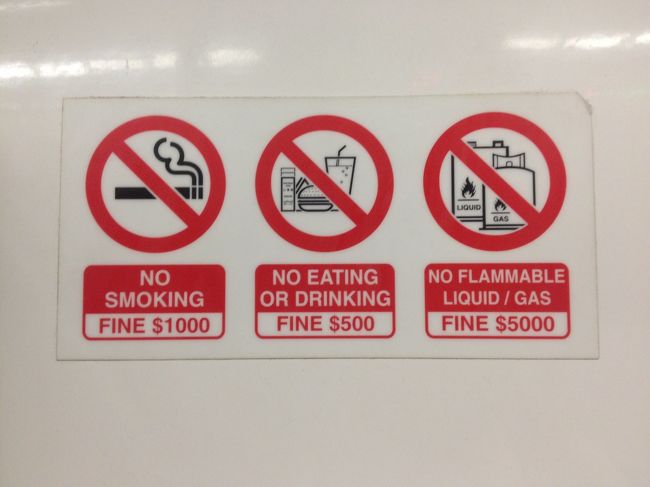 NO
SMOKING
FINE $1000
NO EATING
OR DRINKING
FINE $500
LIQUID
GAS
NO FLAMMABLE
LIQUID / GAS
FINE $5000